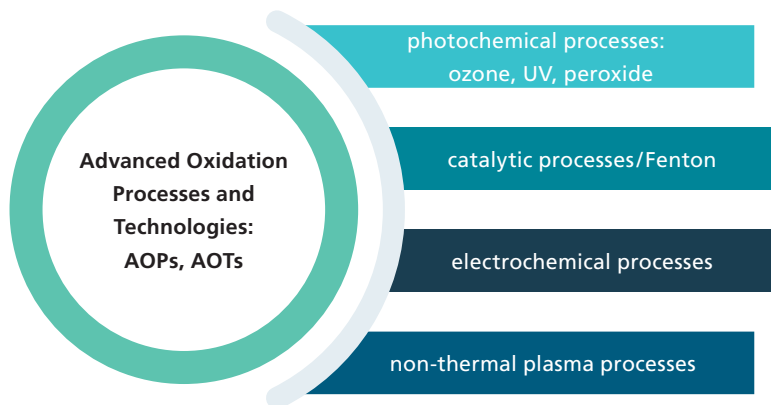 Advanced Oxidation
Processes and
Technologies:
AOPs, AOTs
photochemical processes:
ozone, UV, peroxide
catalytic processes/Fenton
electrochemical processes
non-thermal plasma processes